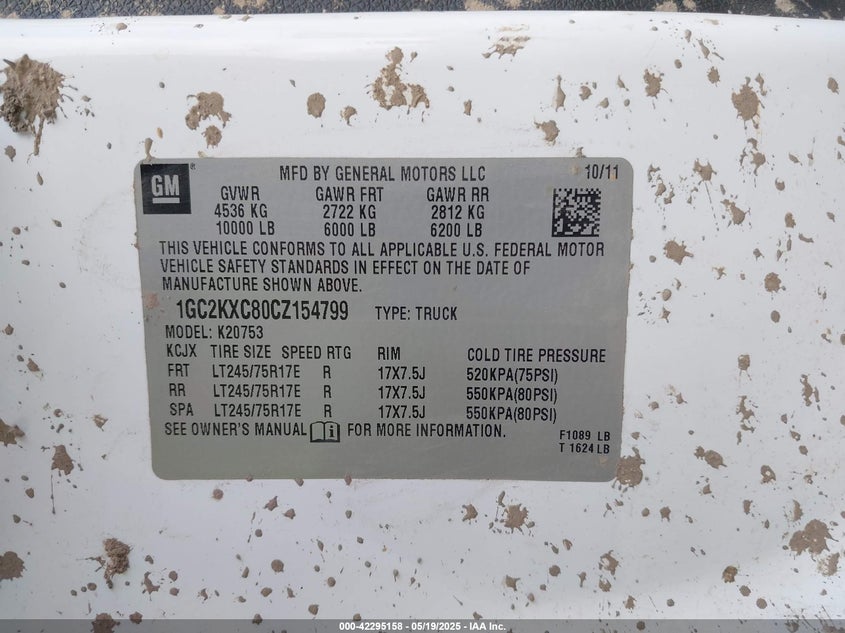 GM
MFD BY GENERAL MOTORS LLC 10/11
GVWR GAWR FRT GAWR RR
4536 KG 2722 KG 2812 KG
10000 LB 6000 LB 6200 LB
THIS VEHICLE CONFORMS TO ALL APPLICABLE U.S. FEDERAL MOTOR
VEHICLE SAFETY STANDARDS IN EFFECT ON THE DATE OF
MANUFACTURE SHOWN ABOVE.
1GC2KXC80CZ154799 TYPE: TRUCK
MODEL: K20753
KCJX TIRE SIZE SPEED RTG RIM COLD TIRE PRESSURE
FRT LT245/75R17E R 17X7.5J 520KPA(75PSI)
RR LT245/75R17E R 17X7.5J 550KPA(80PSI)
SPA LT245/75R17E R 17X7.5J 550KPA(80PSI)
SEE OWNER'S MANUAL FOR MORE INFORMATION.
F1089 LB
T 1624 LB
000-42295158 - 05/19/2025 - IAA Inc.